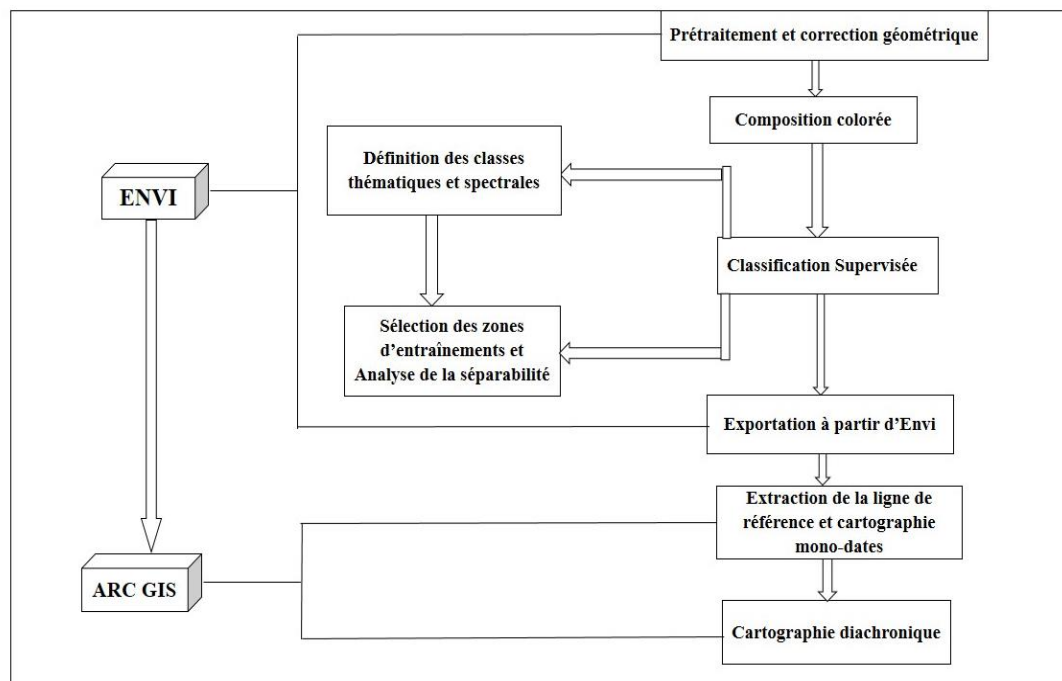 Prétraitement et correction géométrique
Composition colorée
Définition des classes
thématiques et spectrales
ENVI
Classification Supervisée
Sélection des zones
d’entraînements et
Analyse de la séparabilité
Exportation à partir d’Envi
Extraction de la ligne de
référence et cartographie
mono-dates
ARC GIS
Cartographie diachronique